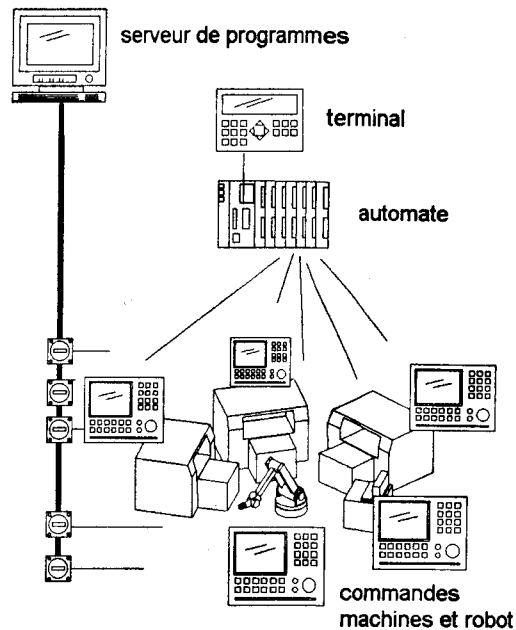 serveur de programmes
terminal
automate
commandes
machines et robot